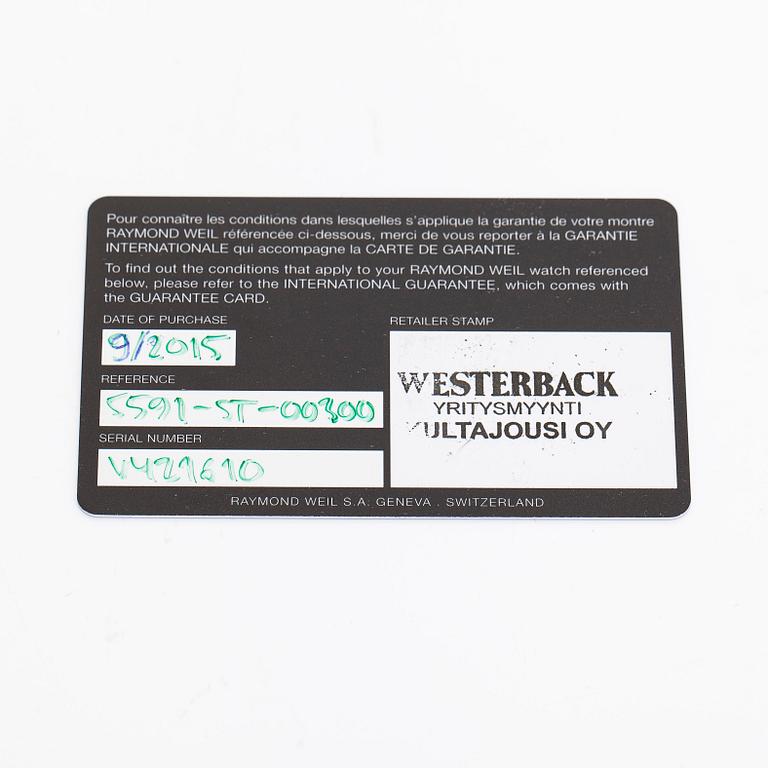 Pour connaître les conditions dans lesquelles s'applique la garantie de votre montre
RAYMOND WEIL référencée ci-dessous, merci de vous reporter à la GARANTIE
INTERNATIONALE qui accompagne la CARTE DE GARANTIE.
To find out the conditions that apply to your RAYMOND WEIL watch referenced
below, please refer to the INTERNATIONAL GUARANTEE, which comes with
the GUARANTEE CARD.
DATE OF PURCHASE
9/2015
REFERENCE
5591-ST-00300
SERIAL NUMBER
V421610
RETAILER STAMP
WESTERBACK
YRITYSMYYNTI
KULTAJOUSI OY
RAYMOND WEIL S.A. GENEVA . SWITZERLAND